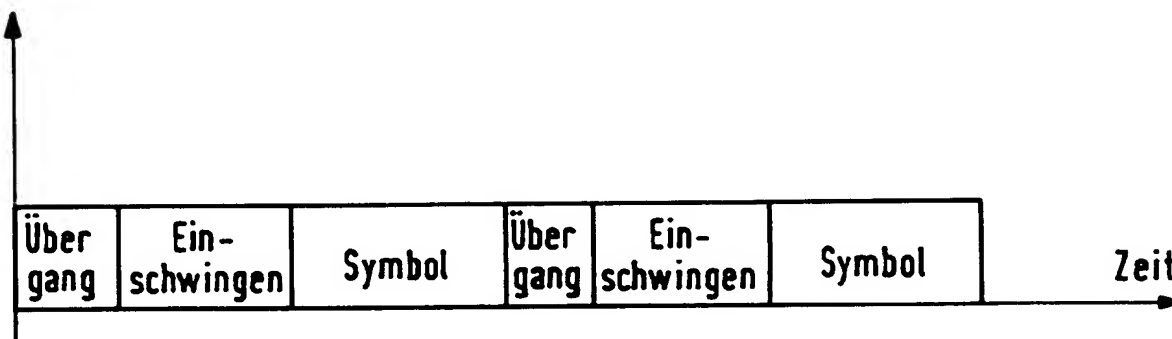 Über
gang
Ein-
schwingen
Symbol
Über
gang
Ein-
schwingen
Symbol
Zeit